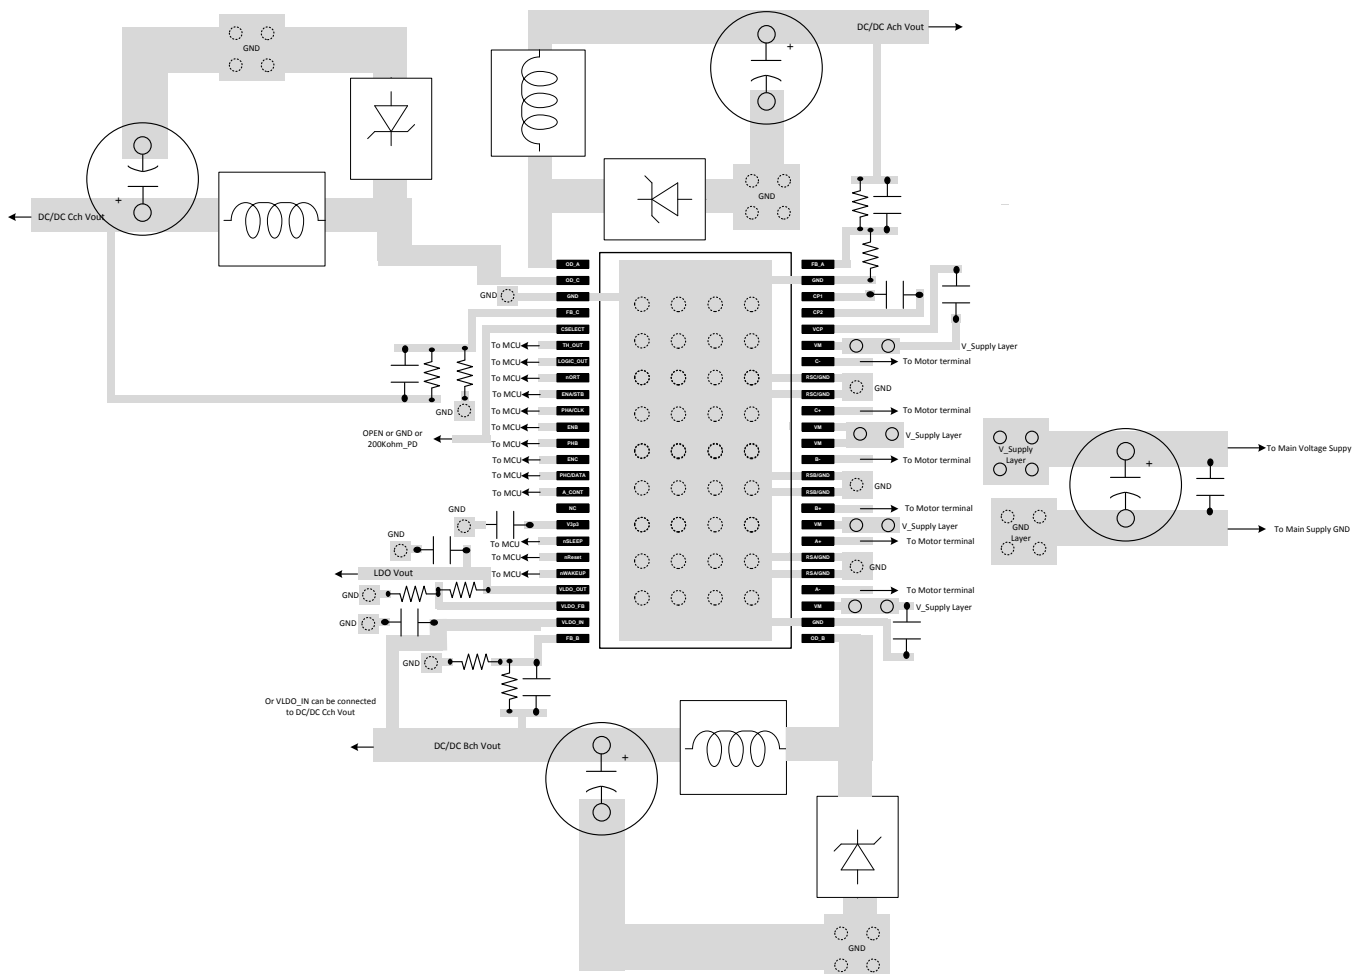 GND
DC/DC Ach Vout
+
GND
+
DC/DC Cch Vout
OD_A
OD_C
GND
GND
FB_C
CSELECT
To MCU
TH_OUT
To MCU
LOGIC_OUT
To MCU
nORT
To MCU
ENA/STB
To MCU
PHA/CLK
To MCU
ENB
To MCU
PHB
To MCU
ENC
To MCU
PHC/DATA
To MCU
A_CONT
NC
V3p3
To MCU
nSLEEP
To MCU
nReset
To MCU
nWAKEUP
VLDO_OUT
VLDO_FB
VLDO_IN
FB_B
GND
OPEN or GND or
200Kohm_PD
GND
GND
LDO Vout
GND
GND
GND
Or VLDO_IN can be connected
to DC/DC Cch Vout
FB_A
GND
CP1
CP2
VCP
VM
V_Supply Layer
C-
To Motor terminal
RSC/GND
GND
RSC/GND
C+
To Motor terminal
VM
V_Supply Layer
VM
B-
To Motor terminal
RSB/GND
GND
RSB/GND
B+
To Motor terminal
VM
V_Supply Layer
A+
To Motor terminal
RSA/GND
GND
RSA/GND
A-
To Motor terminal
VM
V_Supply Layer
GND
OD_B
V_Supply
Layer
+
To Main Voltage Suppy
GND
Layer
To Main Supply GND
DC/DC Bch Vout
+
GND